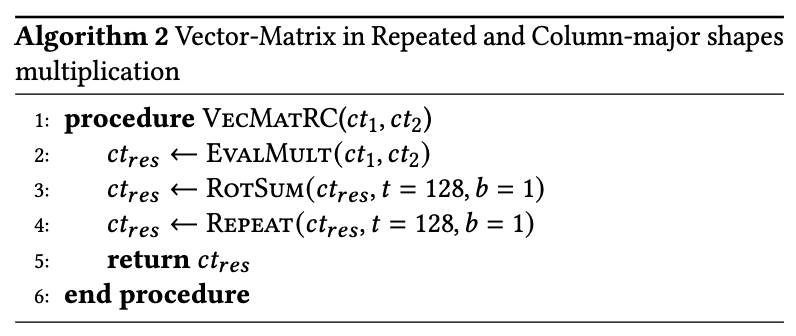 Algorithm 2 Vector-Matrix in Repeated and Column-major shapes
multiplication
1: procedure VecMatRC(ct₁, ct₂)
2: ctᵣₑₛ ← EvalMult(ct₁, ct₂)
3: ctᵣₑₛ ← RotSum(ctᵣₑₛ, t = 128, b = 1)
4: ctᵣₑₛ ← Repeat(ctᵣₑₛ, t = 128, b = 1)
5: return ctᵣₑₛ
6: end procedure